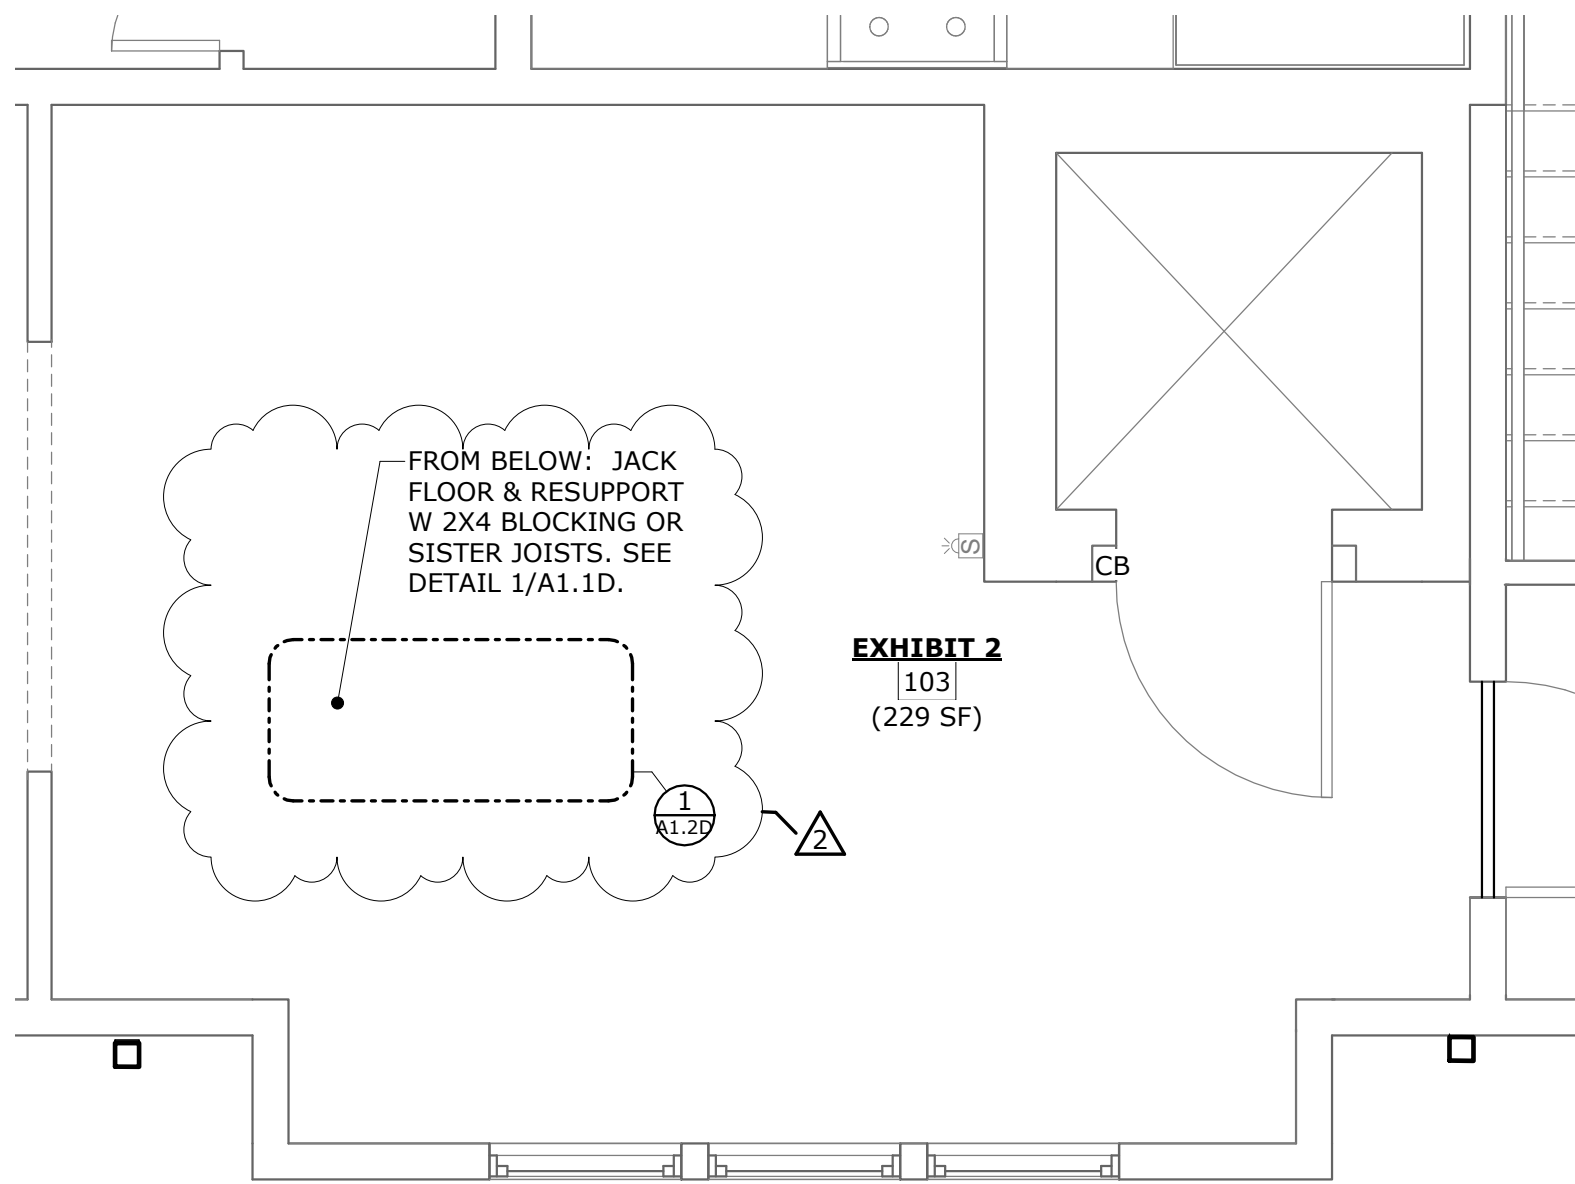 FROM BELOW: JACK
FLOOR & RESUPPORT
W 2X4 BLOCKING OR
SISTER JOISTS. SEE
DETAIL 1/A1.1D.
S
CB
EXHIBIT 2
103
(229 SF)
1
A1.2D
2